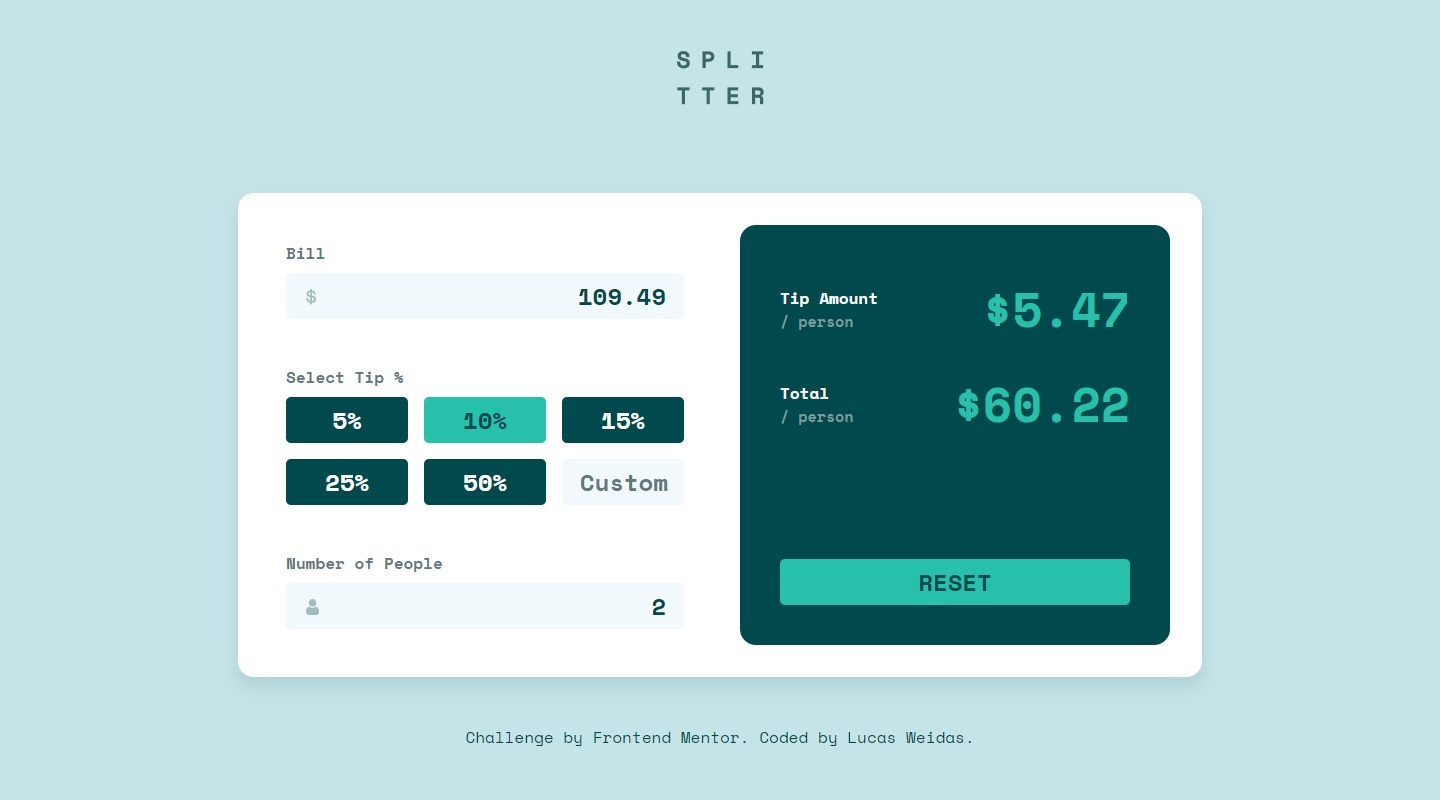 SPLI
TTER
Bill
$ 109.49
Select Tip %
5% 10% 15%
25% 50% Custom
Number of People
2
Tip Amount
/ person
$5.47
Total
/ person
$60.22
RESET
Challenge by Frontend Mentor. Coded by Lucas Weidas.